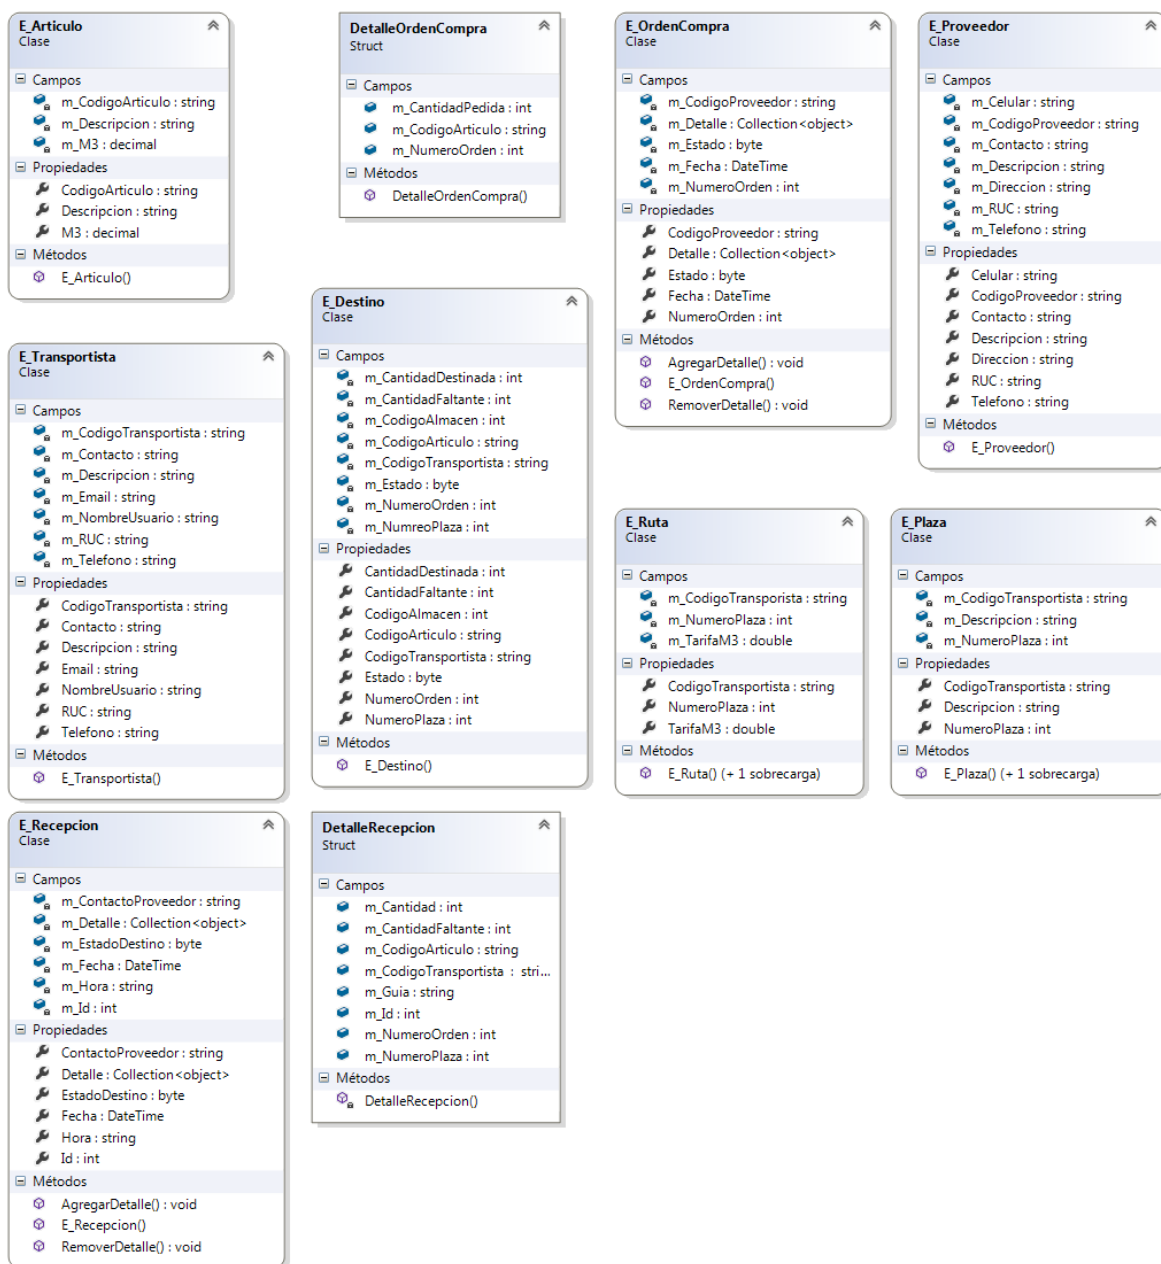 E_Articulo
Clase
Campos
m_CodigoArticulo : string
m_Descripcion : string
m_M3 : decimal
Propiedades
CodigoArticulo : string
Descripcion : string
M3 : decimal
Métodos
E_Articulo()
DetalleOrdenCompra
Struct
Campos
m_CantidadPedida : int
m_CodigoArticulo : string
m_NumeroOrden : int
Métodos
DetalleOrdenCompra()
E_OrdenCompra
Clase
Campos
m_CodigoProveedor : string
m_Detalle : Collection<object>
m_Estado : byte
m_Fecha : DateTime
m_NumeroOrden : int
Propiedades
CodigoProveedor : string
Detalle : Collection<object>
Estado : byte
Fecha : DateTime
NumeroOrden : int
Métodos
AgregarDetalle() : void
E_OrdenCompra()
RemoverDetalle() : void
E_Proveedor
Clase
Campos
m_Celular : string
m_CodigoProveedor : string
m_Contacto : string
m_Descripcion : string
m_Direccion : string
m_RUC : string
m_Telefono : string
Propiedades
Celular : string
CodigoProveedor : string
Contacto : string
Descripcion : string
Direccion : string
RUC : string
Telefono : string
Métodos
E_Proveedor()
E_Transportista
Clase
Campos
m_CodigoTransportista : string
m_Contacto : string
m_Descripcion : string
m_Email : string
m_NombreUsuario : string
m_RUC : string
m_Telefono : string
Propiedades
CodigoTransportista : string
Contacto : string
Descripcion : string
Email : string
NombreUsuario : string
RUC : string
Telefono : string
Métodos
E_Transportista()
E_Destino
Clase
Campos
m_CantidadDestinada : int
m_CantidadFaltante : int
m_CodigoAlmacen : int
m_CodigoArticulo : string
m_CodigoTransportista : string
m_Estado : byte
m_NumeroOrden : int
m_NumreoPlaza : int
Propiedades
CantidadDestinada : int
CantidadFaltante : int
CodigoAlmacen : int
CodigoArticulo : string
CodigoTransportista : string
Estado : byte
NumeroOrden : int
NumeroPlaza : int
Métodos
E_Destino()
E_Ruta
Clase
Campos
m_CodigoTransporista : string
m_NumeroPlaza : int
m_TarifaM3 : double
Propiedades
CodigoTransportista : string
NumeroPlaza : int
TarifaM3 : double
Métodos
E_Ruta() (+ 1 sobrecarga)
E_Plaza
Clase
Campos
m_CodigoTransportista : string
m_Descripcion : string
m_NumeroPlaza : int
Propiedades
CodigoTransportista : string
Descripcion : string
NumeroPlaza : int
Métodos
E_Plaza() (+ 1 sobrecarga)
E_Recepcion
Clase
Campos
m_ContactoProveedor : string
m_Detalle : Collection<object>
m_EstadoDestino : byte
m_Fecha : DateTime
m_Hora : string
m_Id : int
Propiedades
ContactoProveedor : string
Detalle : Collection<object>
EstadoDestino : byte
Fecha : DateTime
Hora : string
Id : int
Métodos
AgregarDetalle() : void
E_Recepcion()
RemoverDetalle() : void
DetalleRecepcion
Struct
Campos
m_Cantidad : int
m_CantidadFaltante : int
m_CodigoArticulo : string
m_CodigoTransportista : stri...
m_Guia : string
m_Id : int
m_NumeroOrden : int
m_NumeroPlaza : int
Métodos
DetalleRecepcion()